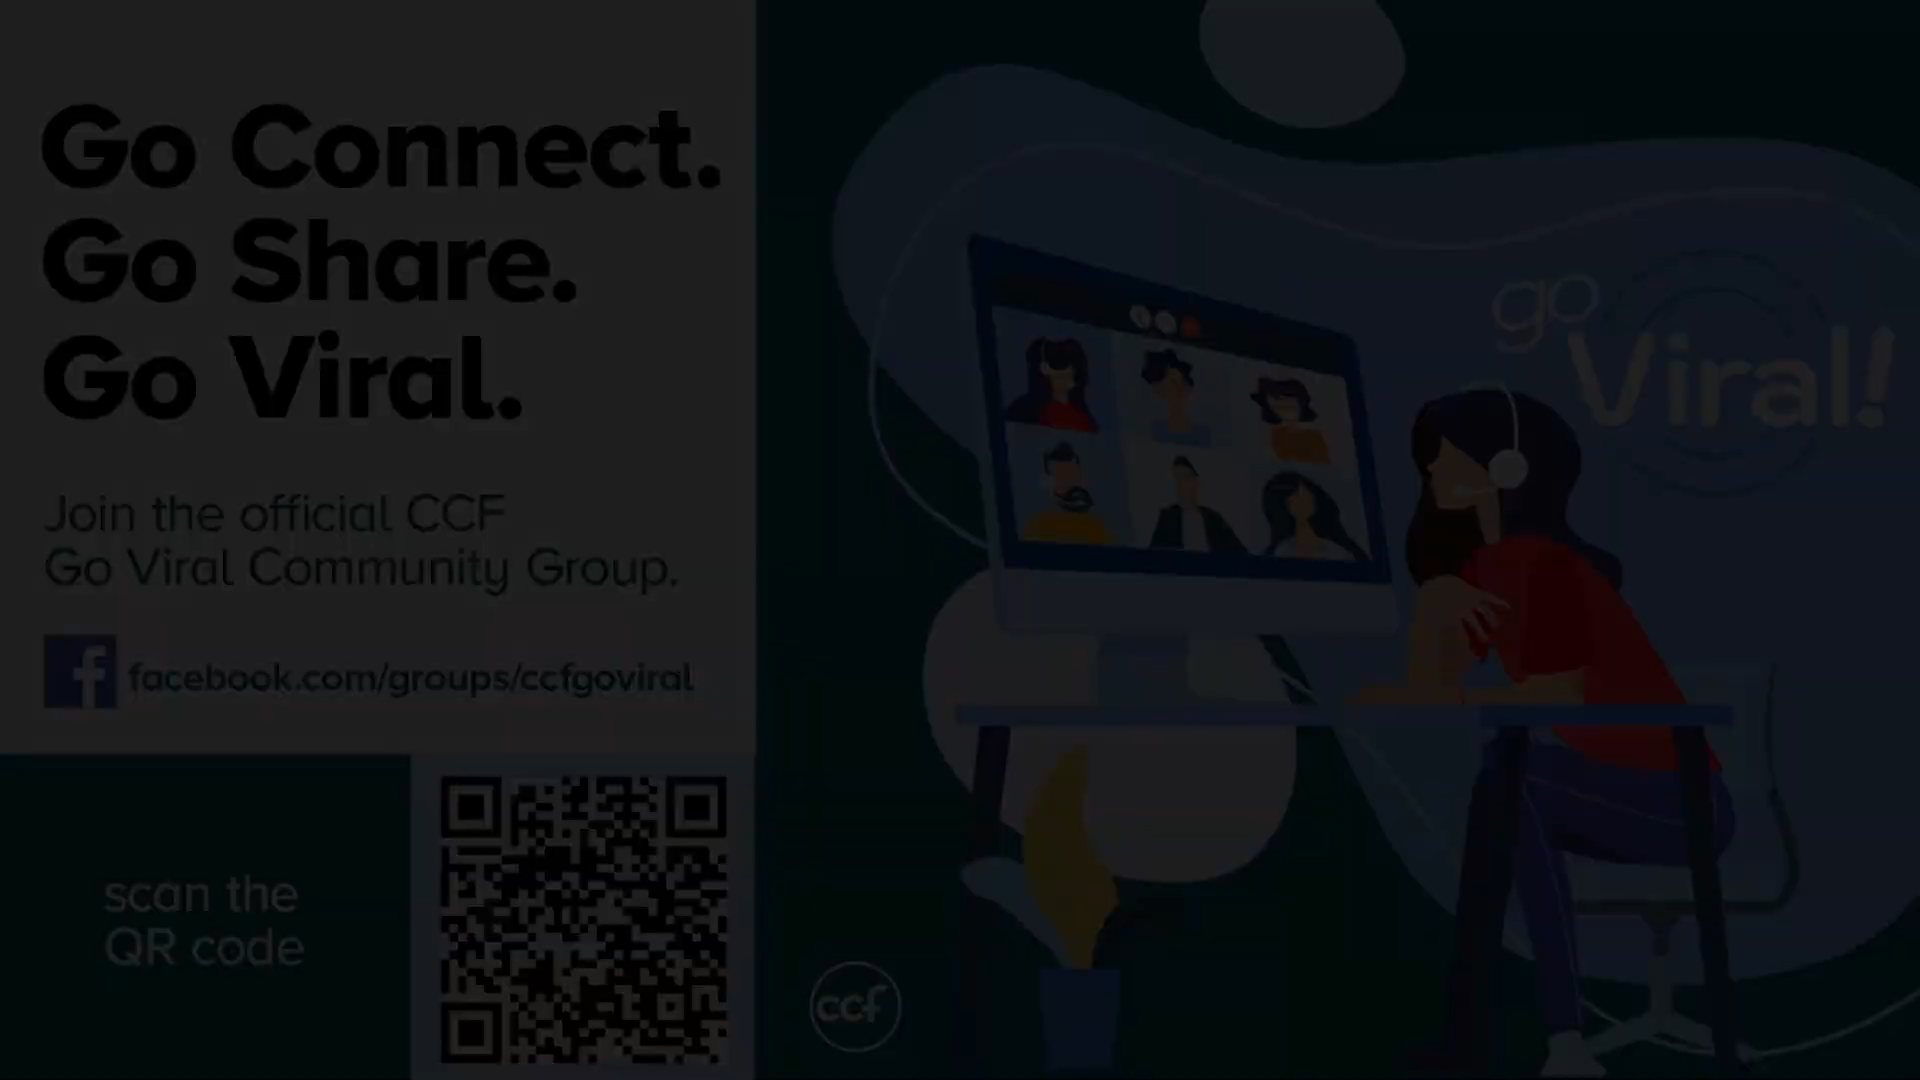 Go Connect.
Go Share.
Go Viral.
Join the official CCF
Go Viral Community Group.
f
facebook.com/groups/ccfgoviral
scan the
QR code
ccf
go
Viral!